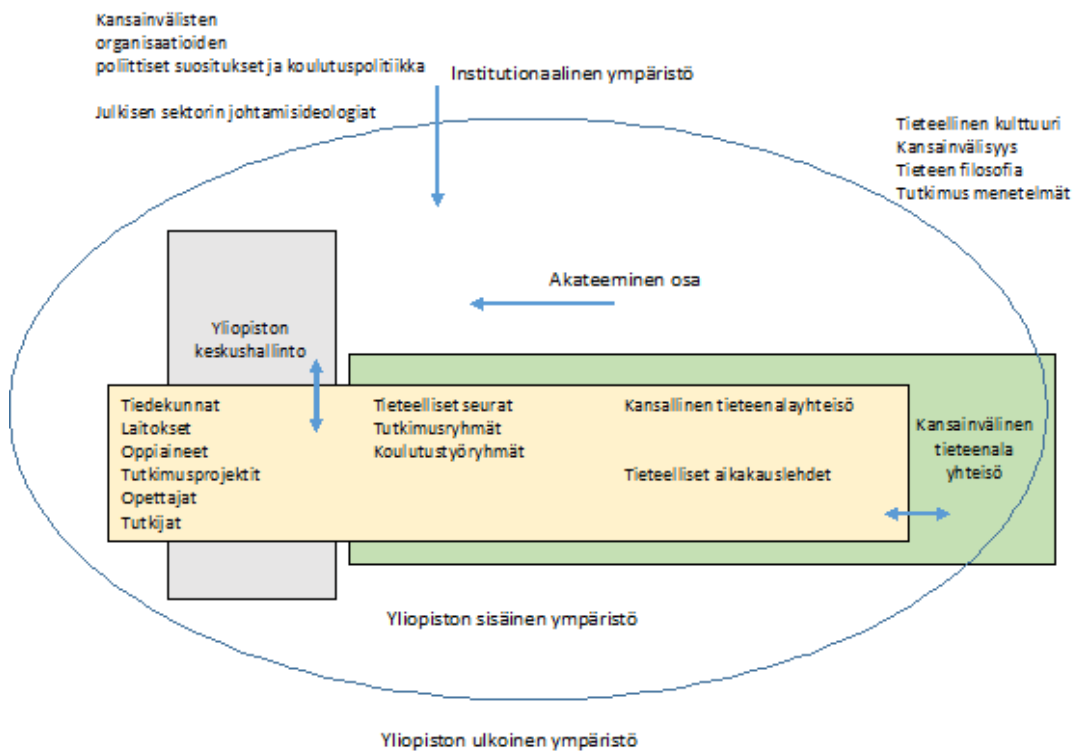 Kansainvälisten
organisaatioiden
poliittiset suositukset ja koulutuspolitiikka
Julkisen sektorin johtamisideologiat
Institutionaalinen ympäristö
Tieteellinen kulttuuri
Kansainvälisyys
Tieteen filosofia
Tutkimus menetelmät
Akateeminen osa
Yliopiston
keskushallinto
Tiedekunnat
Laitokset
Oppiaineet
Tutkimusprojektit
Opettajat
Tutkijat
Tieteelliset seurat
Tutkimusryhmät
Koulutustyöryhmät
Kansallinen tieteenalayhteisö
Tieteelliset aikakauslehdet
Kansainvälinen
tieteenala
yhteisö
Yliopiston sisäinen ympäristö
Yliopiston ulkoinen ympäristö